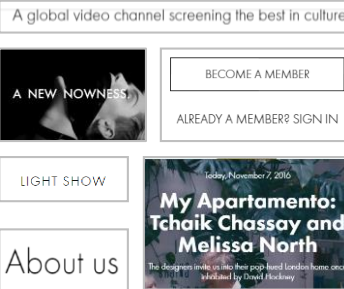 A global video channel screening the best in culture
A NEW NOWNESS.
BECOME A MEMBER
ALREADY A MEMBER? SIGN IN
LIGHT SHOW
Today, November 7, 2016
My Apartamento:
Tchaik Chassay and
Melissa North
The designers invite us into their pop-hued London home once
inhabited by David Hockney
About us